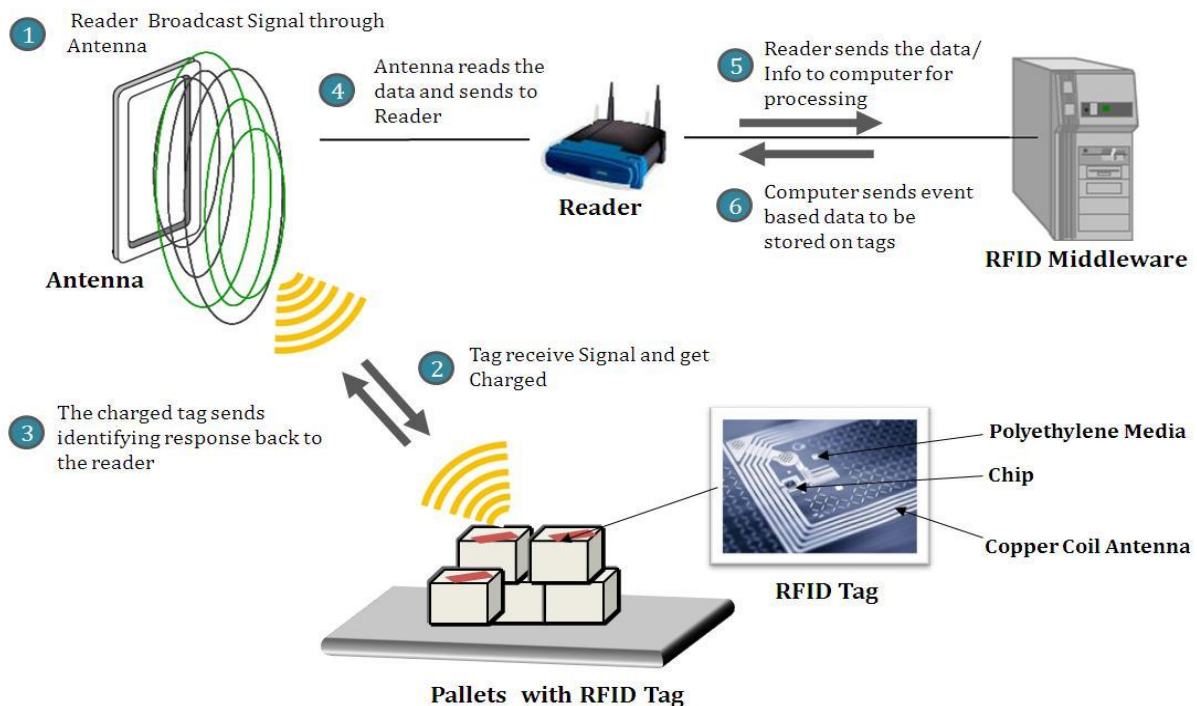 1
Reader Broadcast Signal through
Antenna
Antenna
4
Antenna reads the
data and sends to
Reader
Reader
5
Reader sends the data/
Info to computer for
processing
6
Computer sends event
based data to be
stored on tags
RFID Middleware
2
Tag receive Signal and get
Charged
3
The charged tag sends
identifying response back to
the reader
Polyethylene Media
Chip
Copper Coil Antenna
RFID Tag
Pallets with RFID Tag